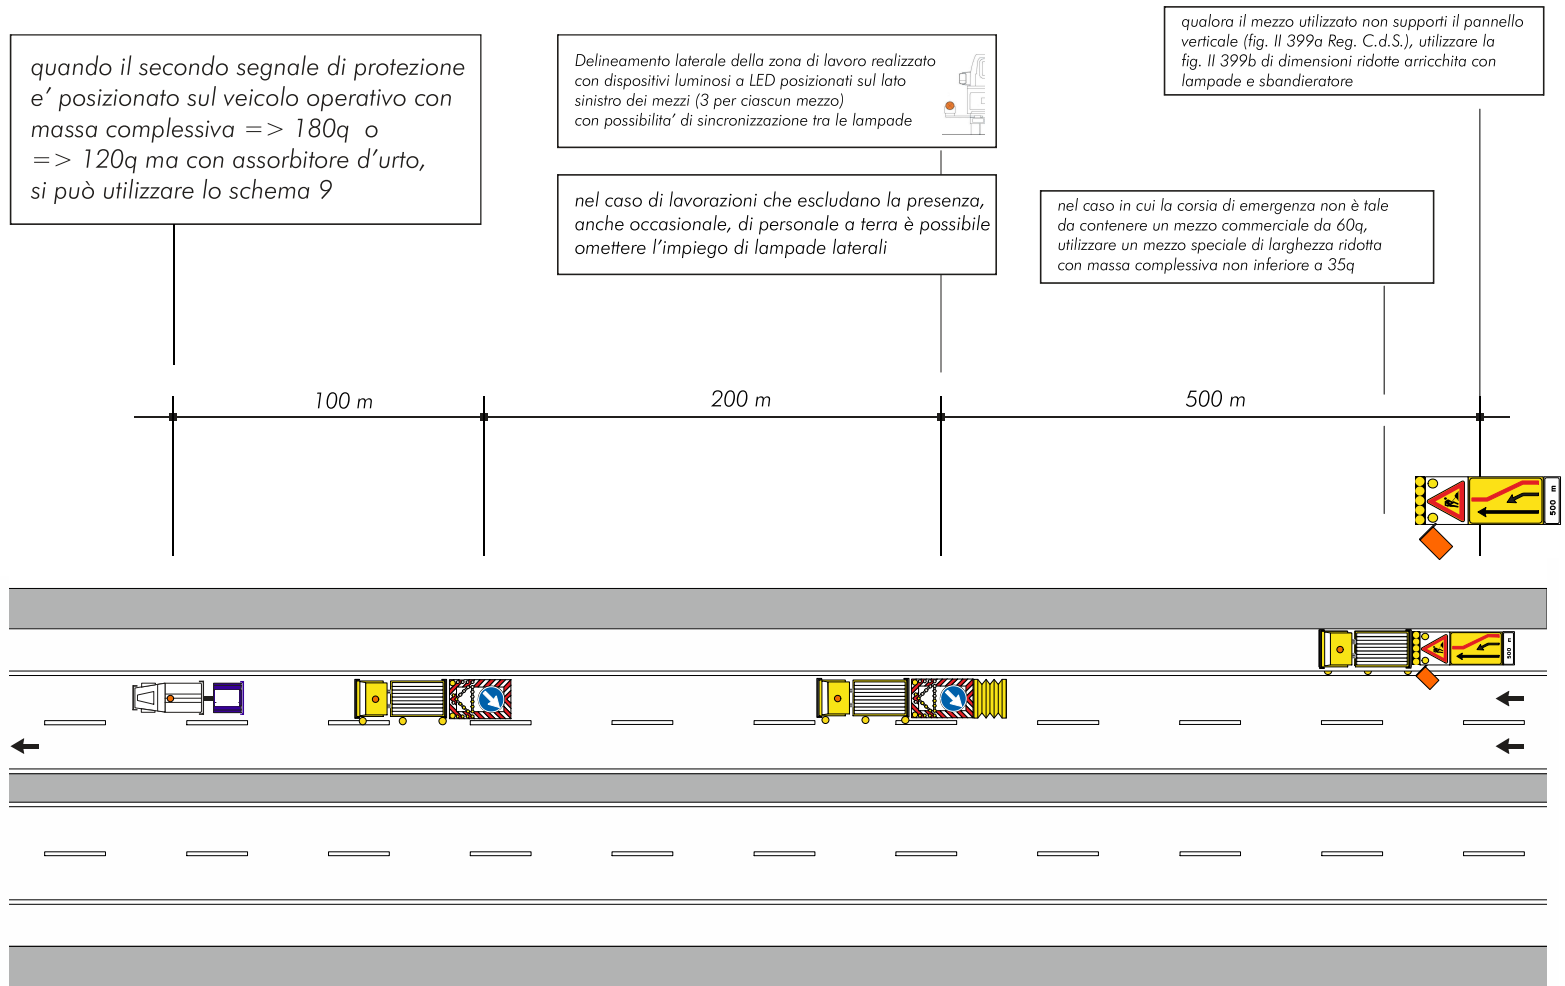 quando il secondo segnale di protezione
e' posizionato sul veicolo operativo con
massa complessiva => 180q o
=> 120q ma con assorbitore d'urto,
si può utilizzare lo schema 9
Delineamento laterale della zona di lavoro realizzato
con dispositivi luminosi a LED posizionati sul lato
sinistro dei mezzi (3 per ciascun mezzo)
con possibilita' di sincronizzazione tra le lampade
nel caso di lavorazioni che escludano la presenza,
anche occasionale, di personale a terra è possibile
omettere l'impiego di lampade laterali
qualora il mezzo utilizzato non supporti il pannello
verticale (fig. II 399a Reg. C.d.S.), utilizzare la
fig. II 399b di dimensioni ridotte arricchita con
lampade e sbandieratore
nel caso in cui la corsia di emergenza non è tale
da contenere un mezzo commerciale da 60q,
utilizzare un mezzo speciale di larghezza ridotta
con massa complessiva non inferiore a 35q
100 m
200 m
500 m
500 m
500 m